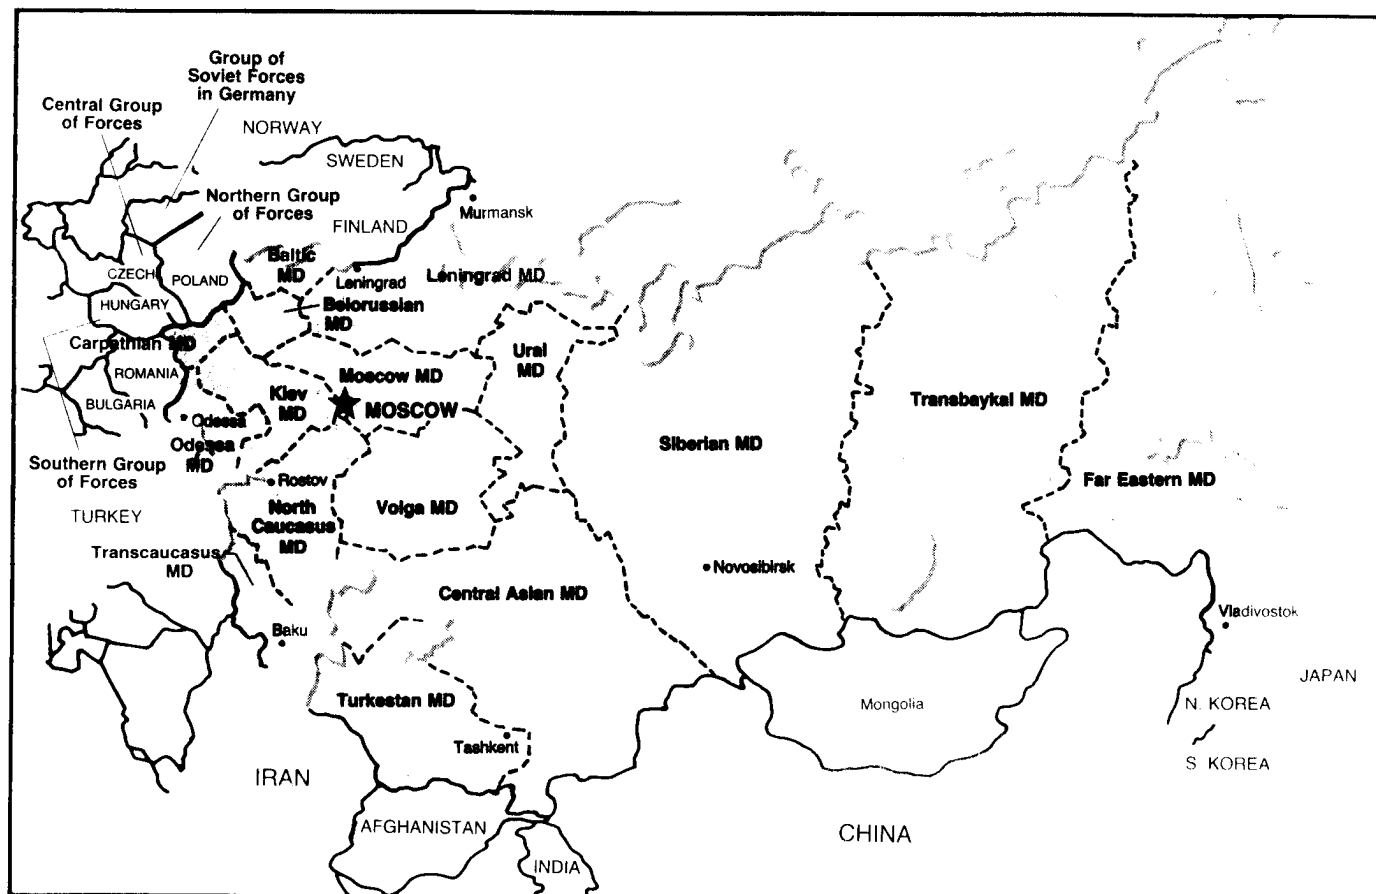 Group of
Soviet Forces
in Germany
Central Group
of Forces
NORWAY
SWEDEN
Northern Group
of Forces
Murmansk
FINLAND
Baltic
MD
Leningrad
Leningrad MD
CZECH
POLAND
HUNGARY
Belorussian
MD
Carpathian MD
ROMANIA
BULGARIA
Ural
MD
Moscow MD
Kiev
MD
MOSCOW
Odessa
Odessa
MD
Transbaykal MD
Siberian MD
Southern Group
of Forces
Rostov
Far Eastern MD
TURKEY
North
Caucasus
MD
Volga MD
Transcaucasus
MD
Novosibirsk
Central Asian MD
Vladivostok
Baku
JAPAN
Turkestan MD
Mongolia
N. KOREA
Tashkent
S. KOREA
IRAN
AFGHANISTAN
CHINA
INDIA